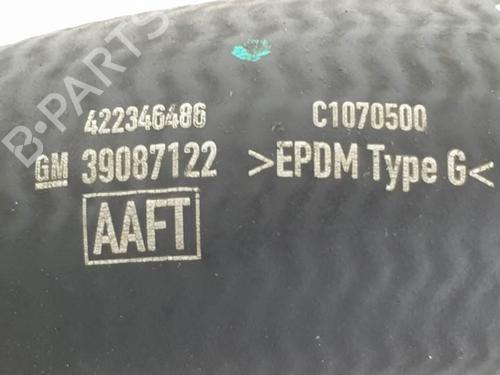 B-PARTS
422346486
C1070500
GM 39087122
>EPDM Type G<
AAFT